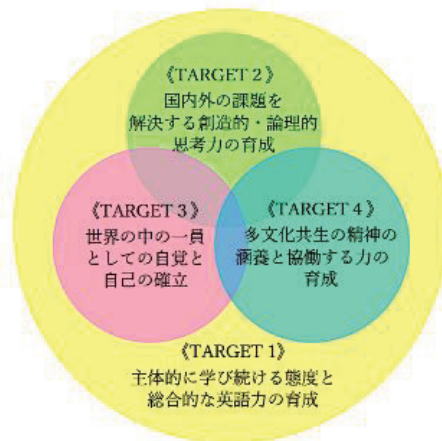 《TARGET 2》
国内外の課題を
解決する創造的・論理的
思考力の育成
《TARGET 3》
世界の中の一員
としての自覚と
自己の確立
《TARGET 4》
多文化共生の精神の
涵養と協働する力の
育成
《TARGET 1》
主体的に学び続ける態度と
総合的な英語力の育成